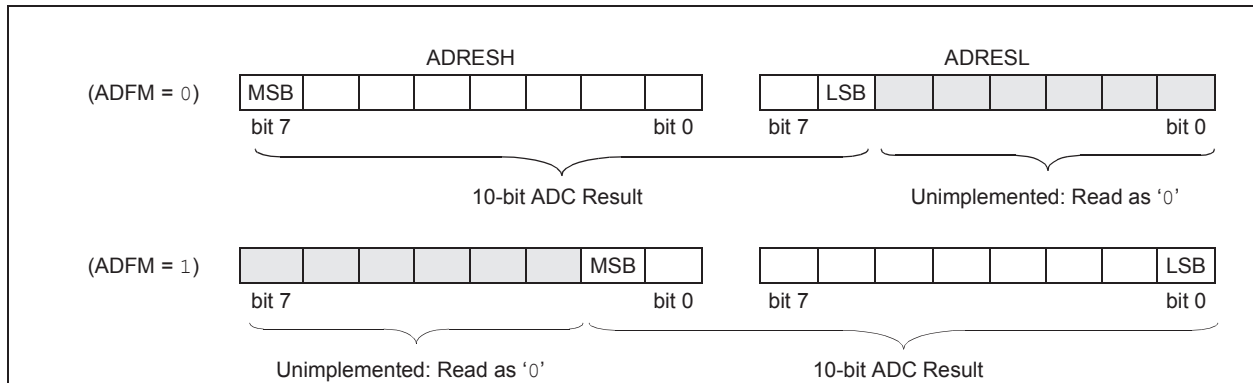 ADRESH ADRESL
(ADFM = 0) MSB LSB
bit 7 bit 0 bit 7 bit 0
10-bit ADC Result Unimplemented: Read as ‘0’
(ADFM = 1) MSB LSB
bit 7 bit 0 bit 7 bit 0
Unimplemented: Read as ‘0’ 10-bit ADC Result